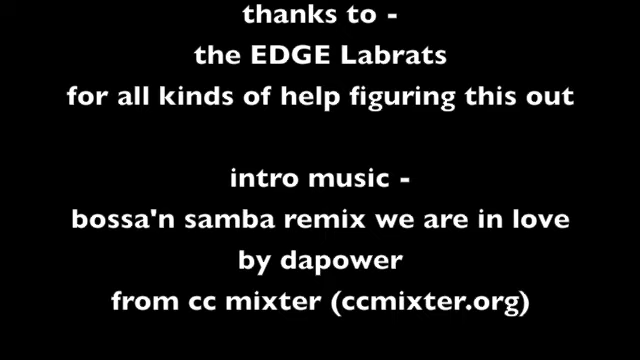 thanks to -
the EDGE Labrats
for all kinds of help figuring this out
intro music -
bossa'n samba remix we are in love
by dapower
from cc mixter (ccmixter.org)